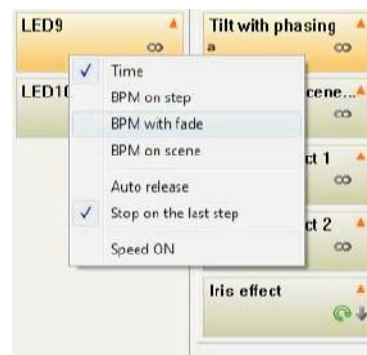 LED9
Tilt with phasing
a
Time
LED1
cene...
BPM on step
BPM with fade
BPM on scene
ct 1
Auto release
Stop on the last step
ct 2
Speed ON
Iris effect